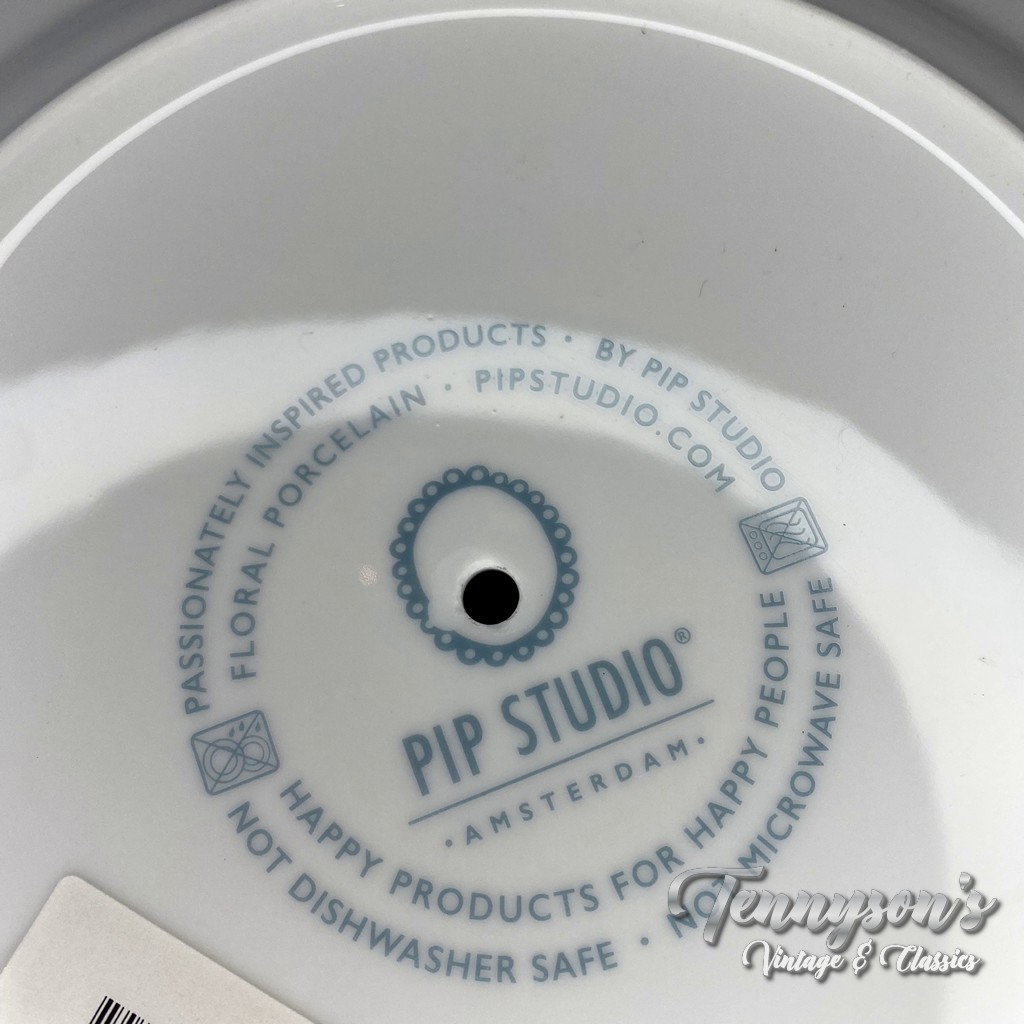 PASSIONATELY INSPIRED PRODUCTS · BY PIP STUDIO
FLORAL PORCELAIN · PIPSTUDIO.COM
PIP STUDIO®
· AMSTERDAM ·
HAPPY PRODUCTS FOR HAPPY PEOPLE
NOT DISHWASHER SAFE · NOT MICROWAVE SAFE
Tennyson's
Vintage & Classics